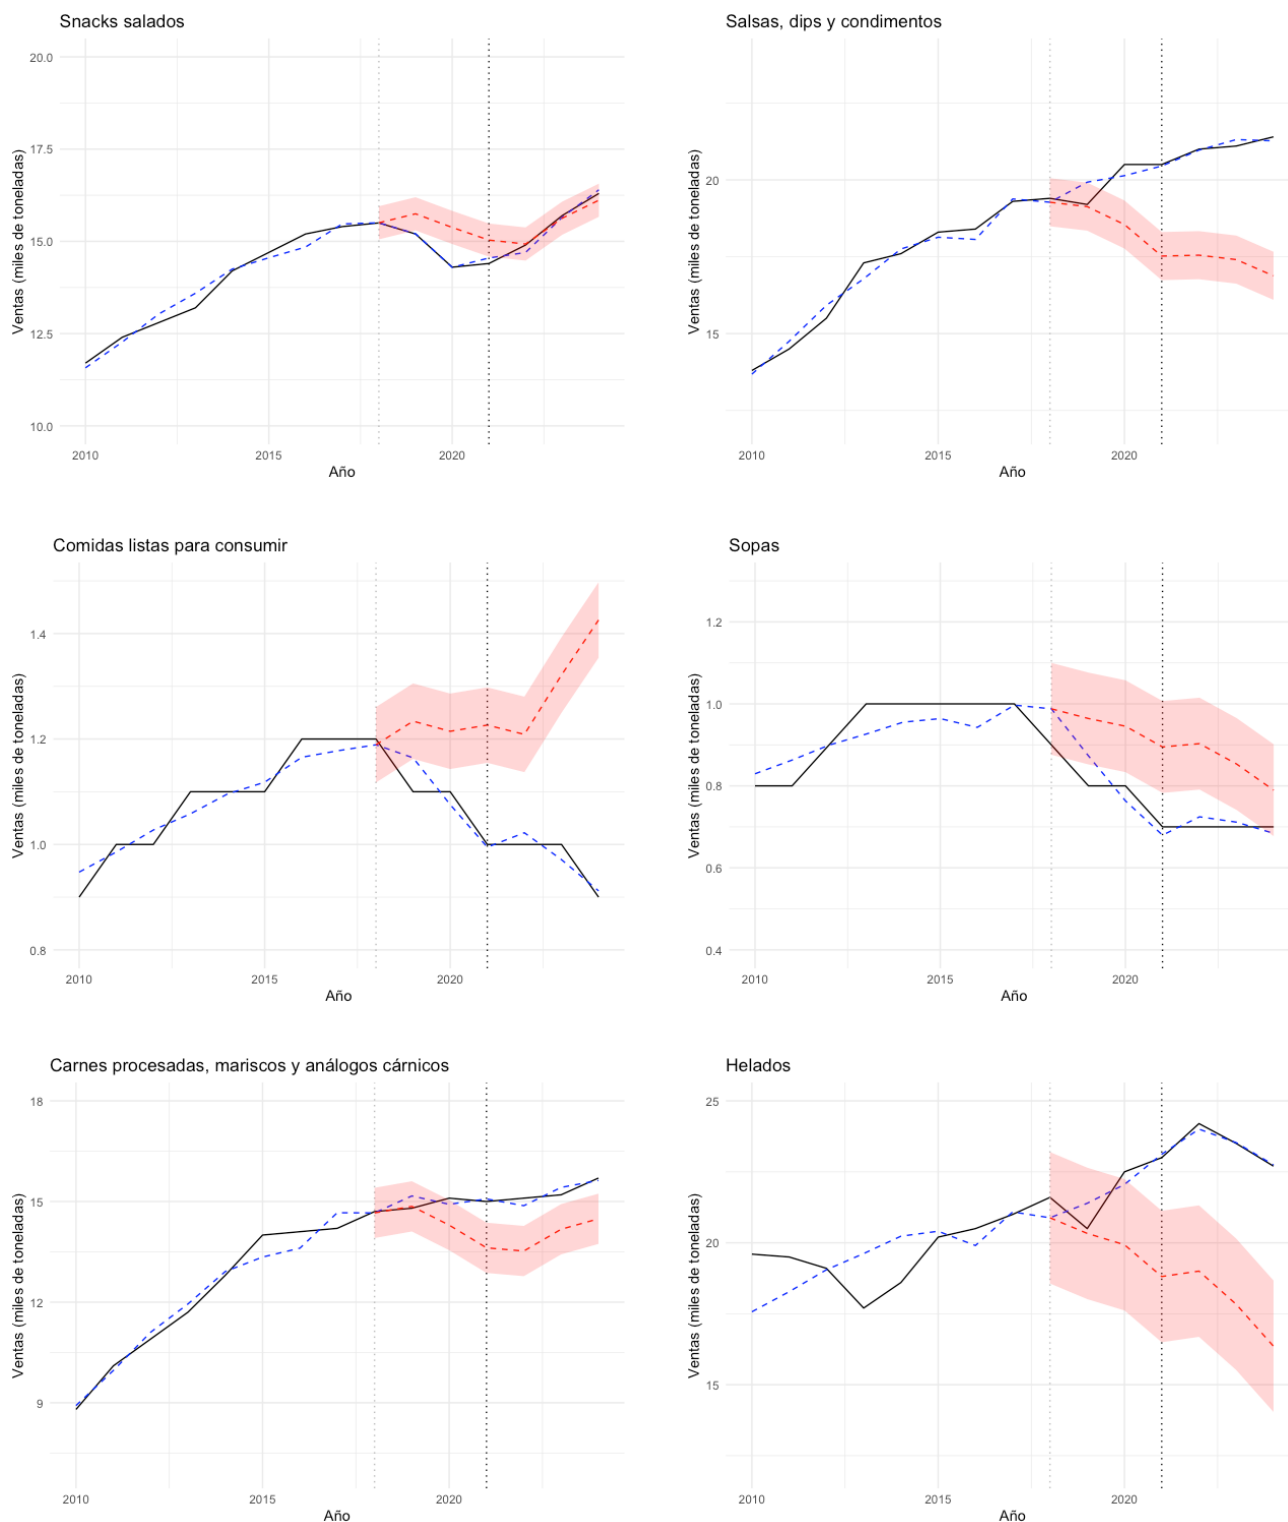 Snacks salados
Ventas (miles de toneladas)
20.0
17.5
15.0
12.5
10.0
2010
2015
2020
Año
Salsas, dips y condimentos
Ventas (miles de toneladas)
20
15
2010
2015
2020
Año
Comidas listas para consumir
Ventas (miles de toneladas)
1.4
1.2
1.0
0.8
2010
2015
2020
Año
Sopas
Ventas (miles de toneladas)
1.2
1.0
0.8
0.6
0.4
2010
2015
2020
Año
Carnes procesadas, mariscos y análogos cárnicos
Ventas (miles de toneladas)
18
15
12
9
2010
2015
2020
Año
Helados
Ventas (miles de toneladas)
25
20
15
2010
2015
2020
Año